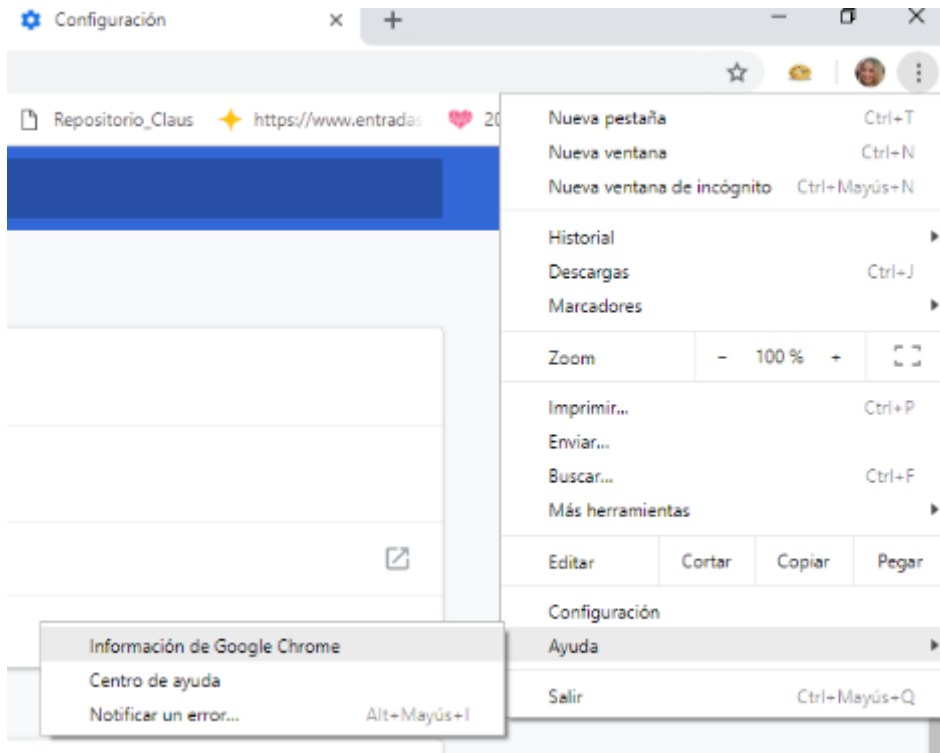 Configuración
Repositorio_Claus https://www.entradas 20
Nueva pestaña Ctrl+T
Nueva ventana Ctrl+N
Nueva ventana de incógnito Ctrl+Mayús+N
Historial
Descargas Ctrl+J
Marcadores
Zoom - 100 % +
Imprimir... Ctrl+P
Enviar...
Buscar... Ctrl+F
Más herramientas
Editar Cortar Copiar Pegar
Configuración
Ayuda
Información de Google Chrome
Centro de ayuda
Notificar un error... Alt+Mayús+I
Salir Ctrl+Mayús+Q